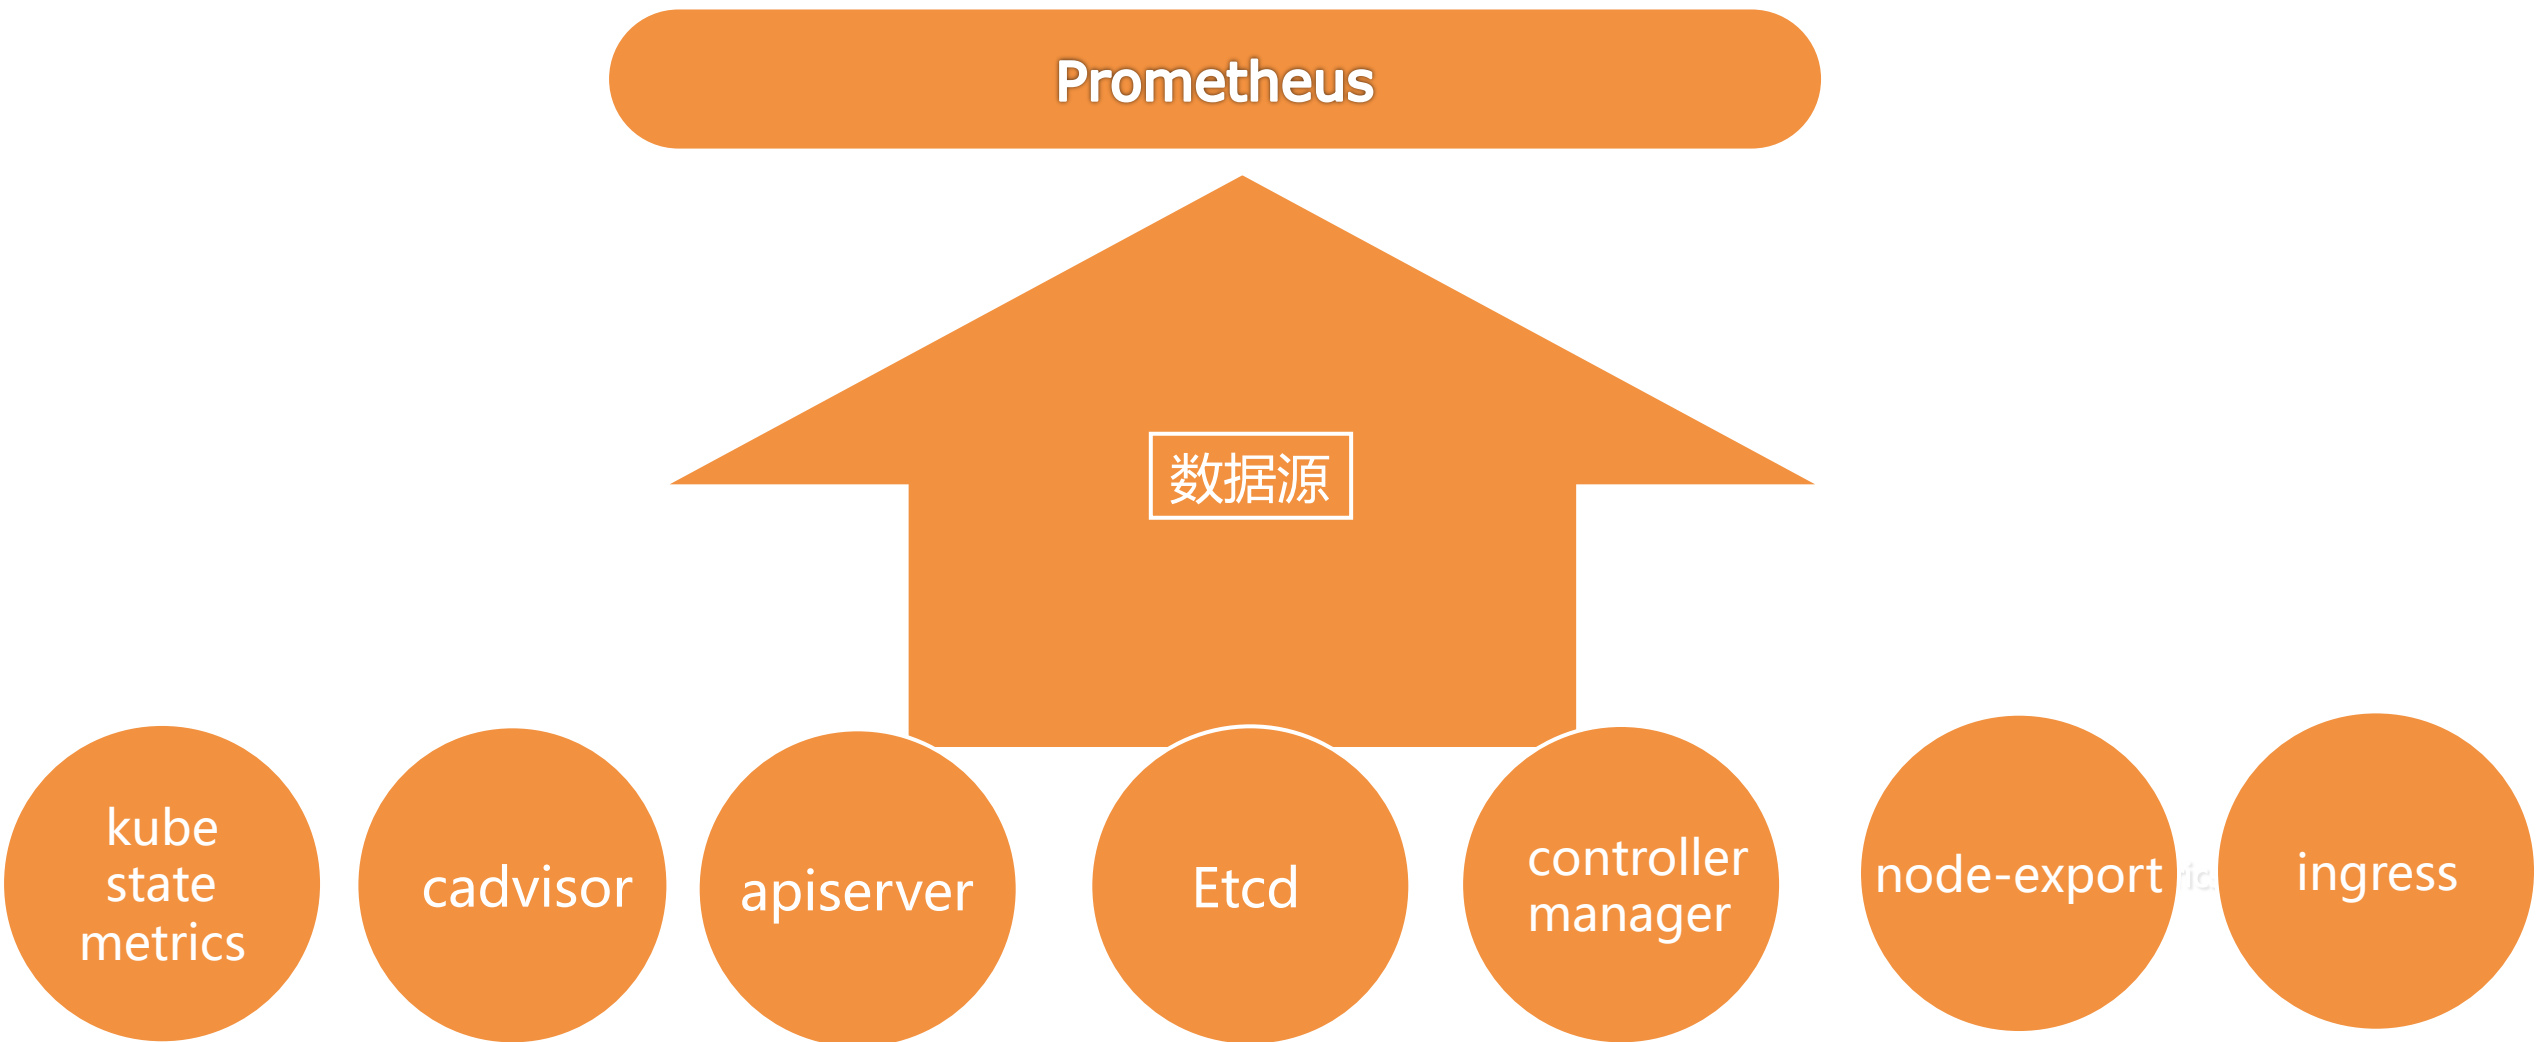 Prometheus
数据源
kube
state
metrics
cadvisor
apiserver
Etcd
controller
manager
node-export
ingress